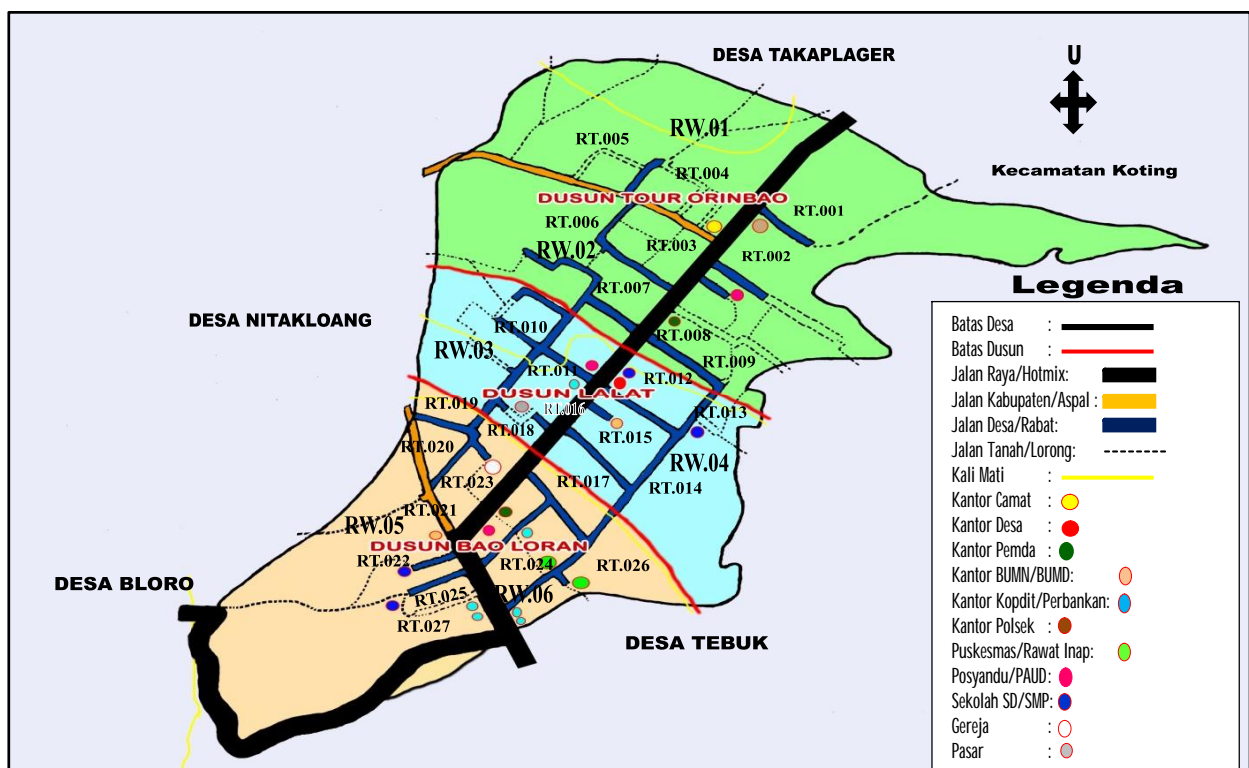 DESA TAKAPLAGER
U
Kecamatan Koting
RW.01
RT.005
RT.004
DUSUN TOUR ORINBAO
RT.001
RT.006
RT.003
RT.002
RW.02
RT.007
DESA NITAKLOANG
RT.010
RT.008
RW.03
RT.009
RT.011
RT.012
DUSUN LALAT
RT.019
RT.016
RT.013
RT.018
RT.015
RT.020
RW.04
RT.023
RT.017
RT.014
RT.021
RW.05
DUSUN BAO LORAN
RT.022
RT.024
RT.026
DESA BLORO
RT.025
RW.06
RT.027
DESA TEBUK
Legenda
Batas Desa :
Batas Dusun :
Jalan Raya/Hotmix:
Jalan Kabupaten/Aspal :
Jalan Desa/Rabat:
Jalan Tanah/Lorong:
Kali Mati :
Kantor Camat :
Kantor Desa :
Kantor Pemda :
Kantor BUMN/BUMD:
Kantor Kopdit/Perbankan:
Kantor Polsek :
Puskesmas/Rawat Inap:
Posyandu/PAUD:
Sekolah SD/SMP:
Gereja :
Pasar :